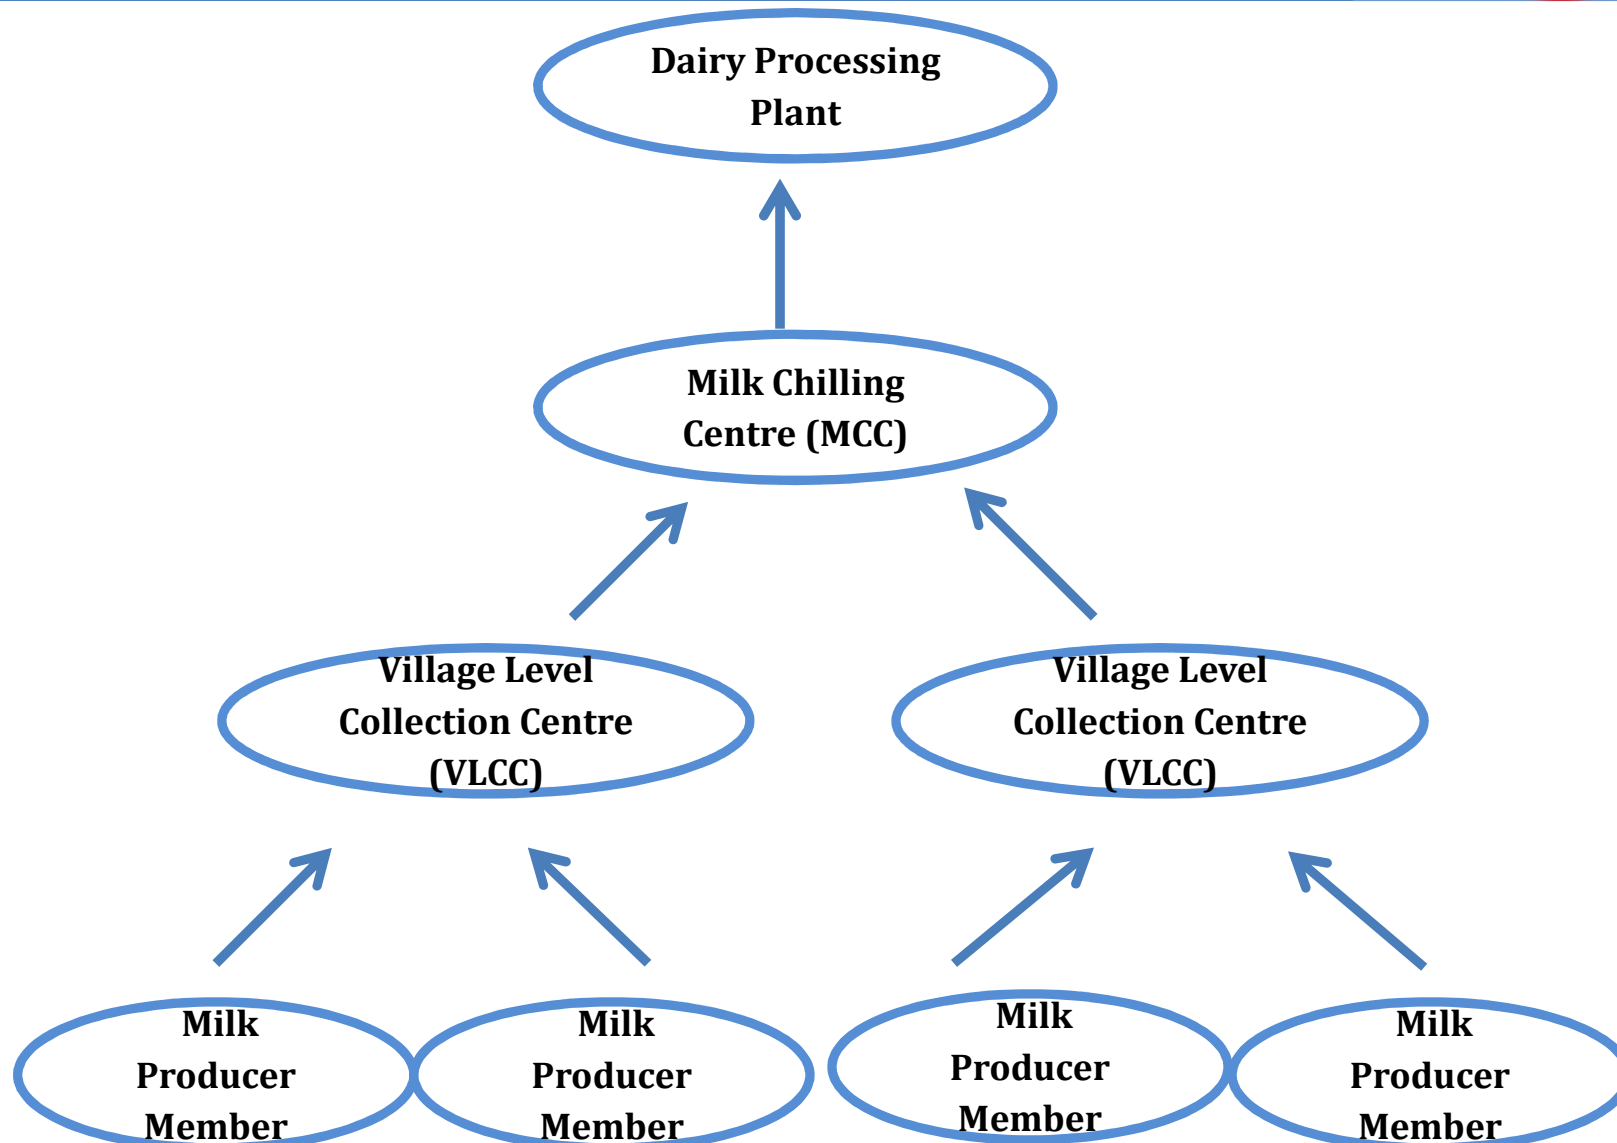 Dairy Processing
Plant
Milk Chilling
Centre (MCC)
Village Level
Collection Centre
(VLCC)
Village Level
Collection Centre
(VLCC)
Milk
Producer
Member
Milk
Producer
Member
Milk
Producer
Member
Milk
Producer
Member